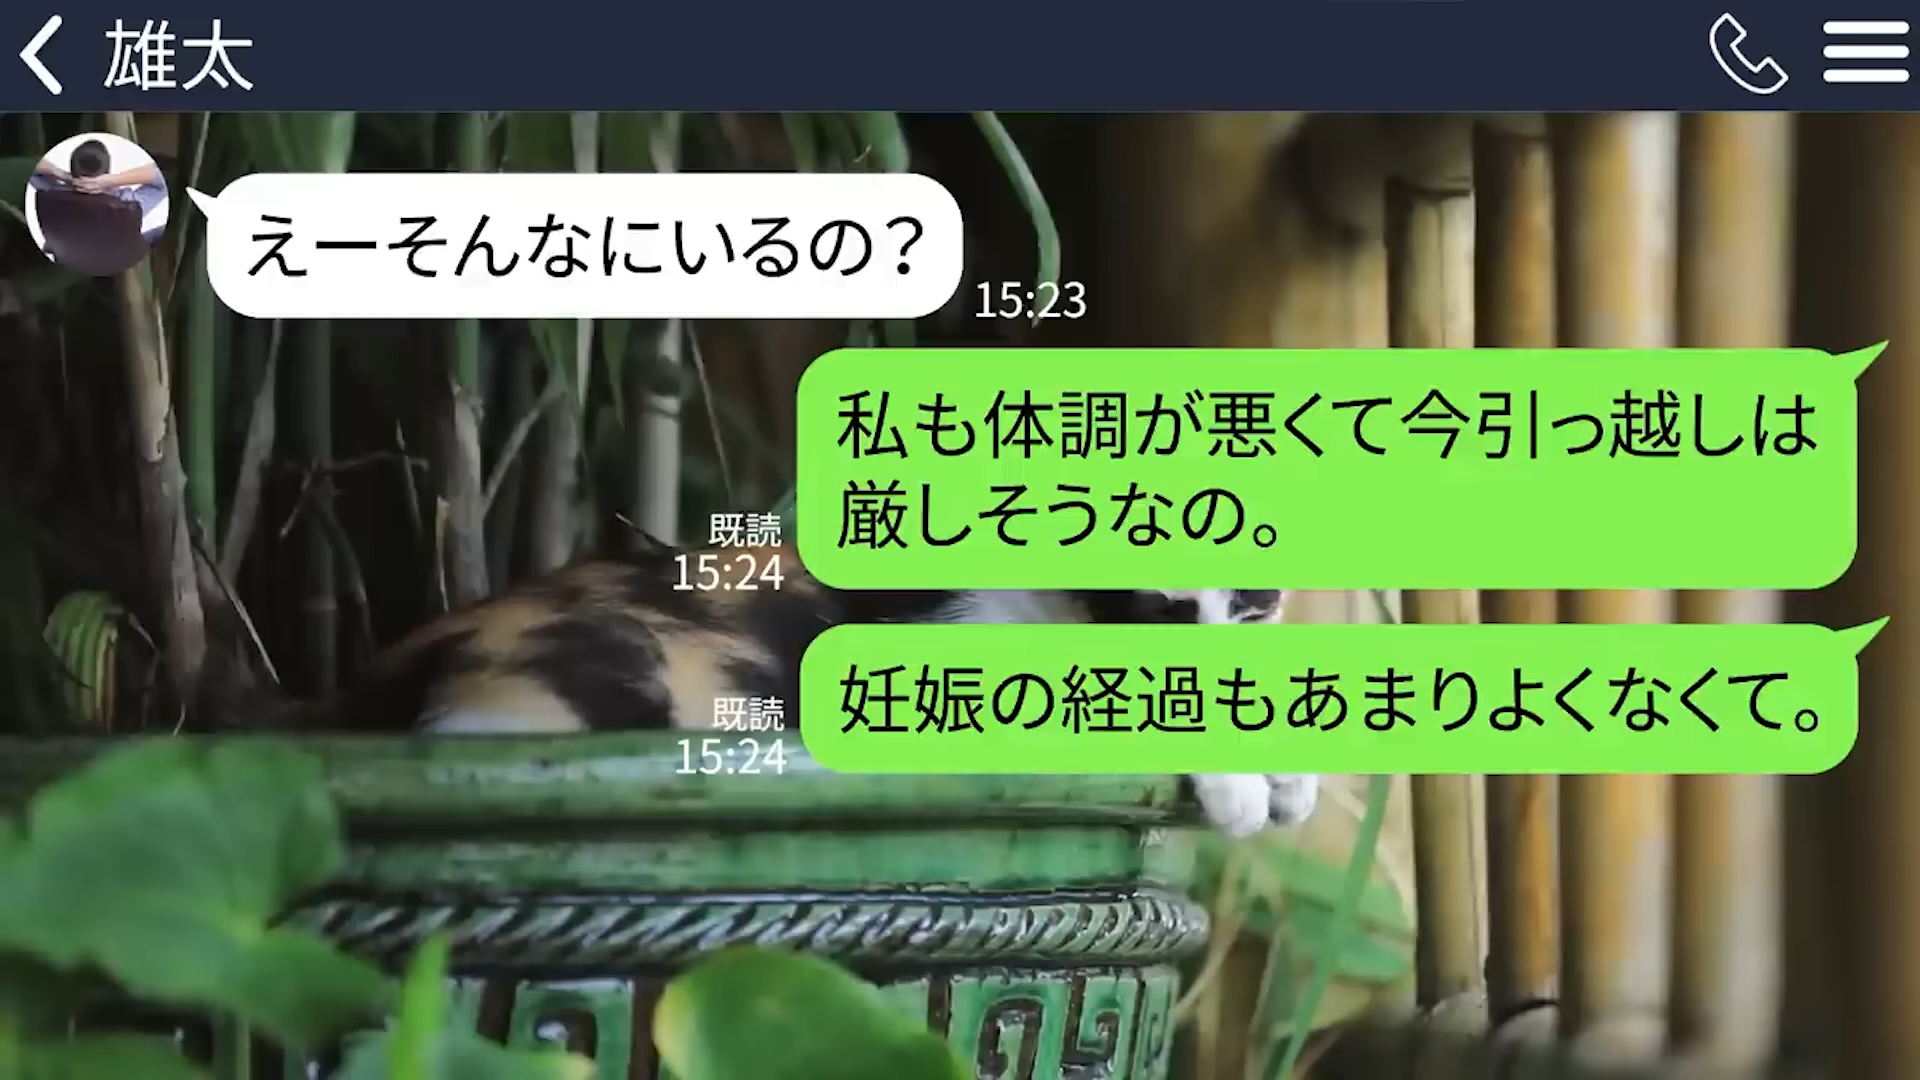 雄太
えーそんなにいるの?
15:23
私も体調が悪くて今引っ越しは
厳しそうなの。
既読
15:24
妊娠の経過もあまりよくなくて。
既読
15:24